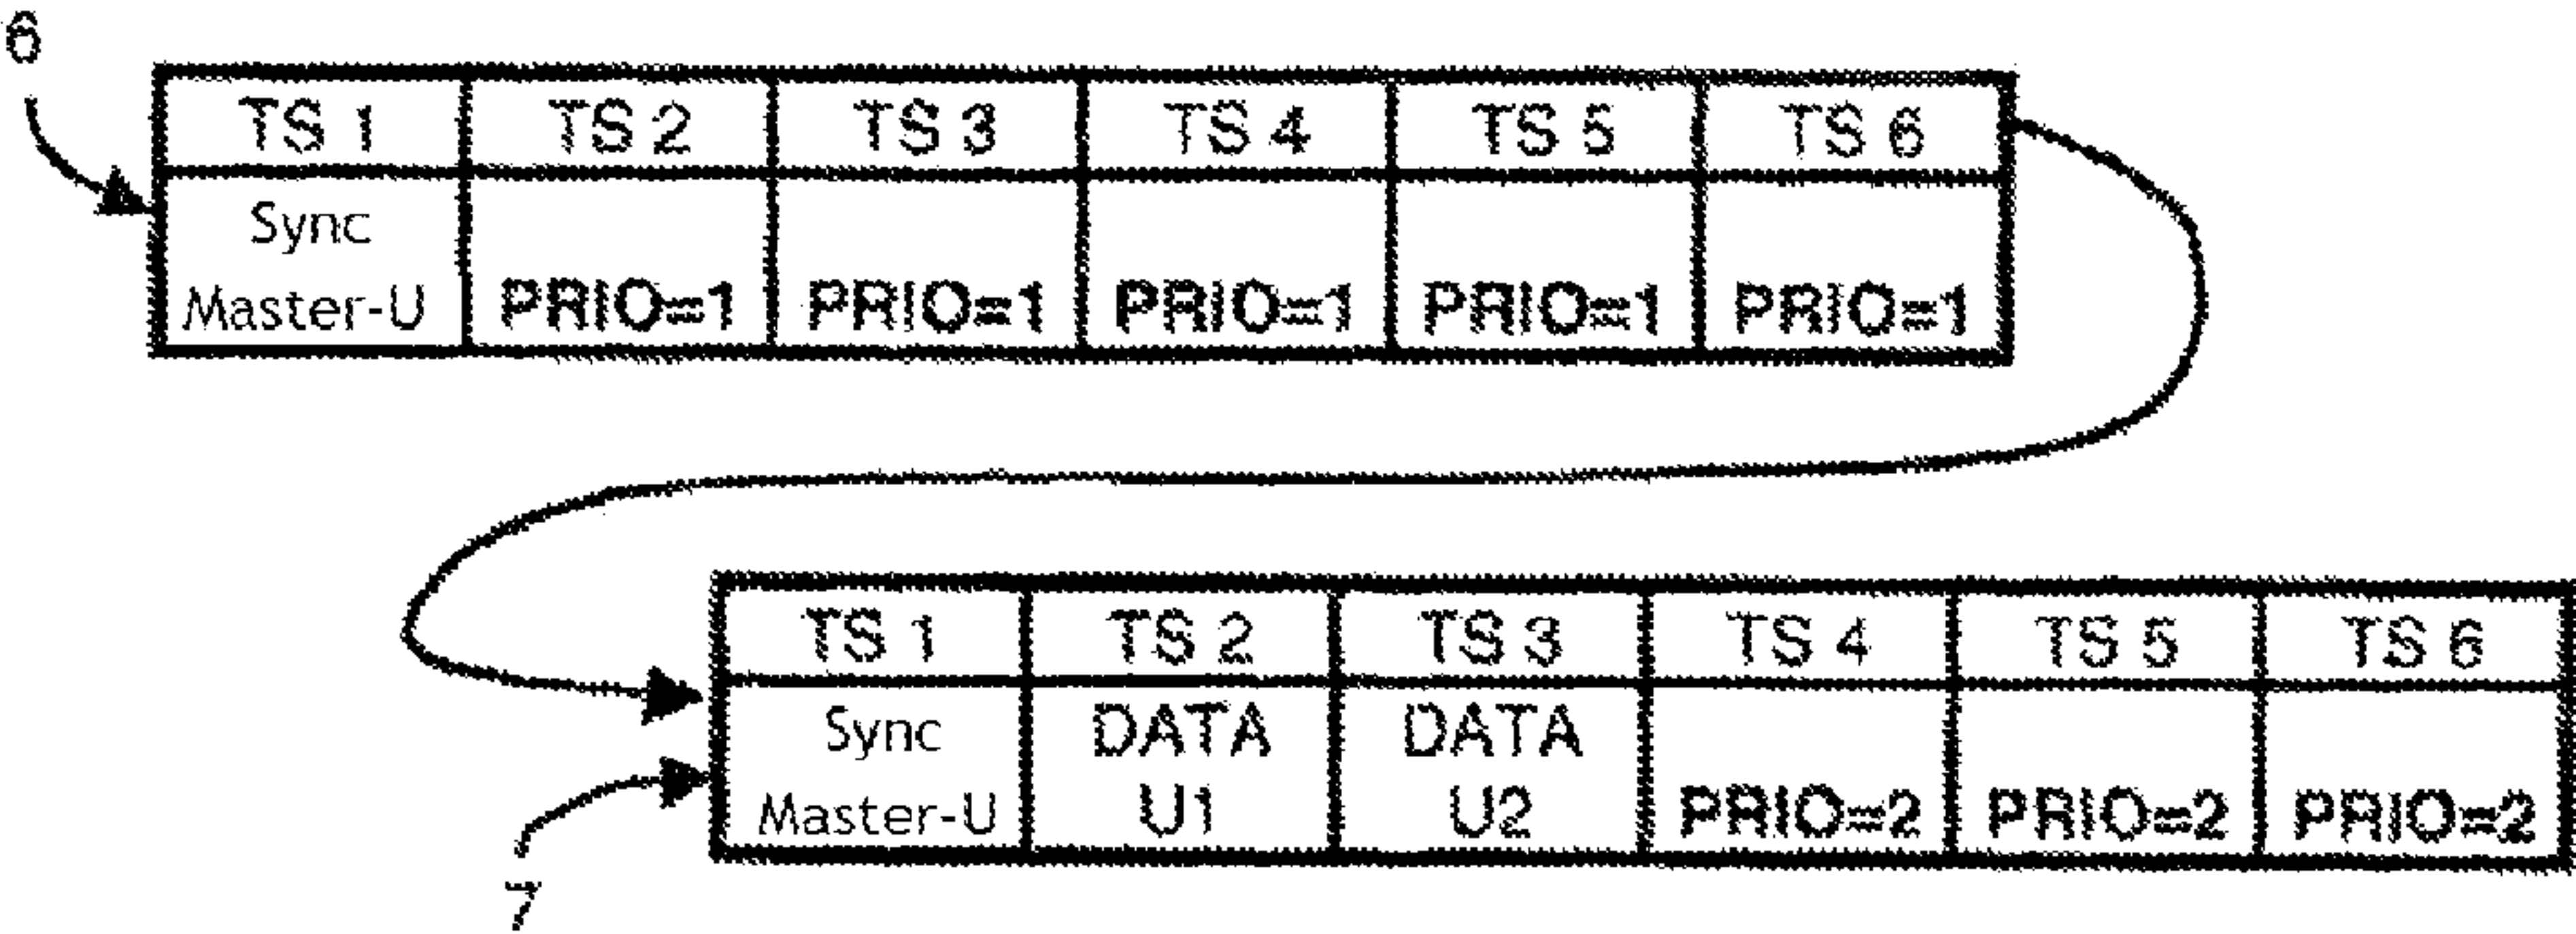 6
TS 1 TS 2 TS 3 TS 4 TS 5 TS 6
Sync
Master-U PRIO=1 PRIO=1 PRIO=1 PRIO=1 PRIO=1
TS 1 TS 2 TS 3 TS 4 TS 5 TS 6
Sync DATA DATA
Master-U U1 U2 PRIO=2 PRIO=2 PRIO=2
7